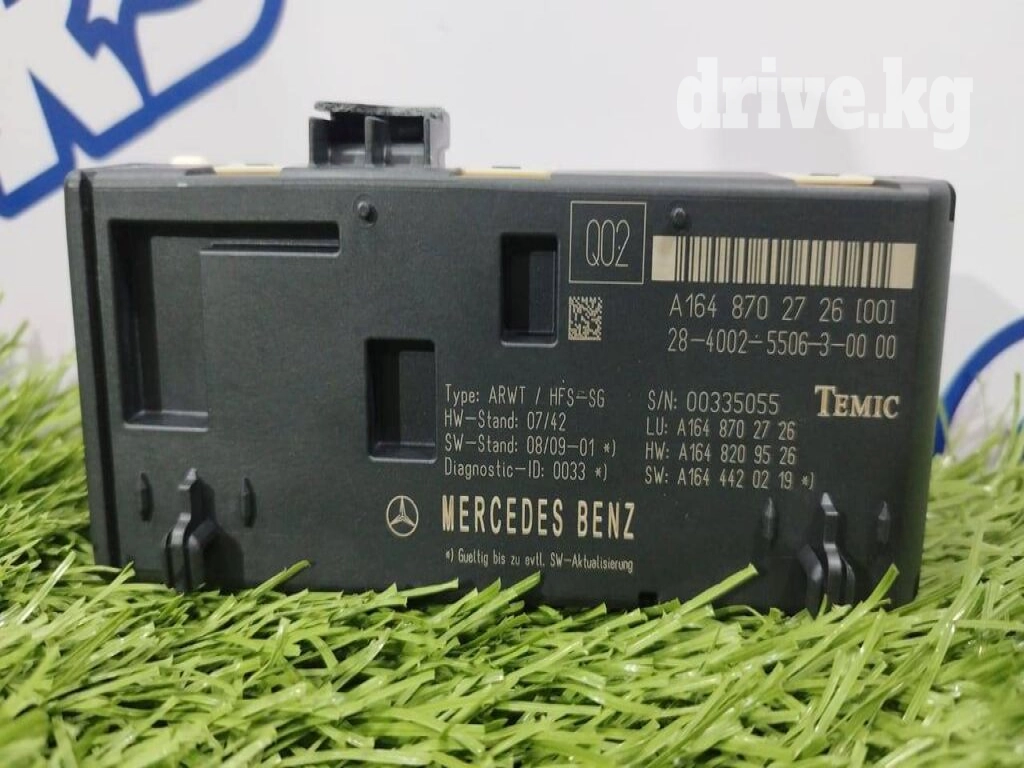 drive.kg
Q02
A164 870 27 26 [00]
28-4002-5506-3-00 00
Type: ARWT / HFS-SG
HW-Stand: 07/42
SW-Stand: 08/09-01 *)
Diagnostic-ID: 0033 *)
S/N: 00335055
TEMIC
LU: A164 870 27 26
HW: A164 820 95 26
SW: A164 442 02 19 *)
MERCEDES BENZ
*) Gueltig bis zu evtl. SW-Aktualisierung